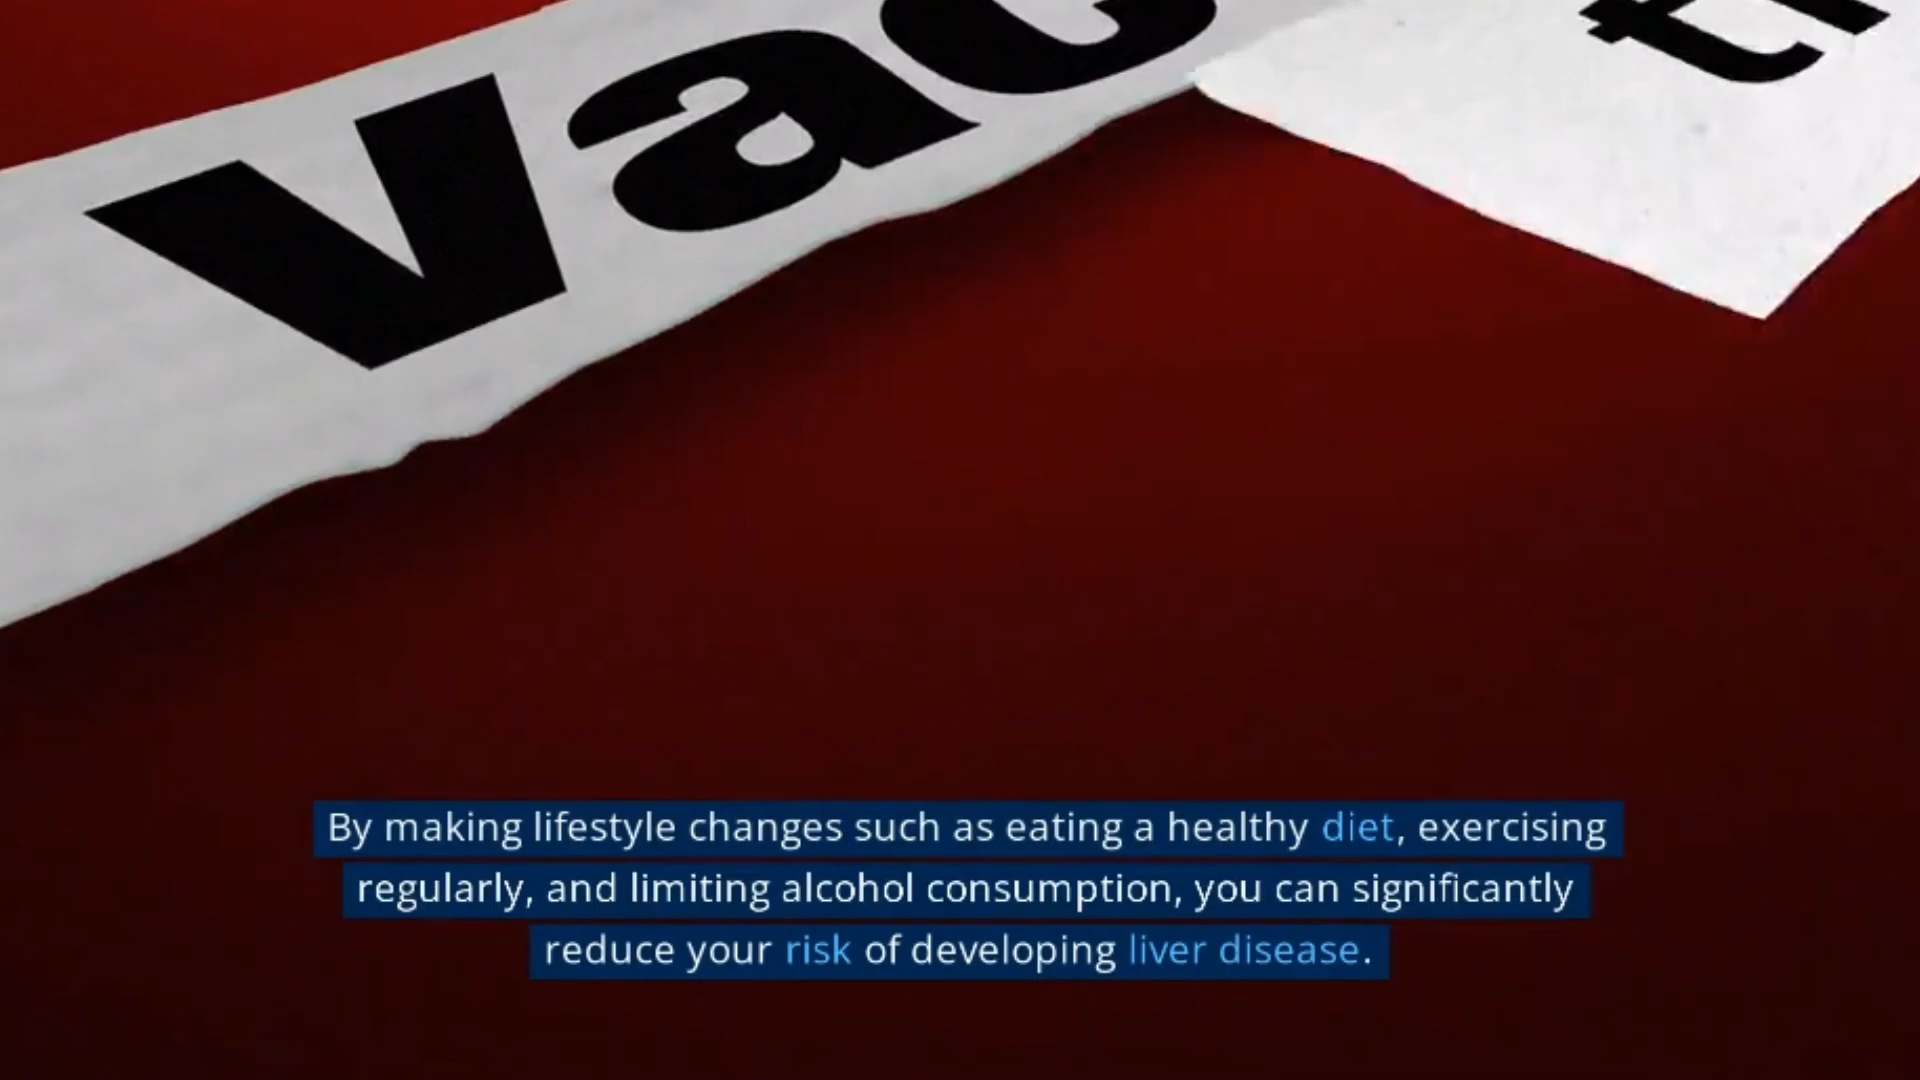 Vac
ti
By making lifestyle changes such as eating a healthy diet, exercising
regularly, and limiting alcohol consumption, you can significantly
reduce your risk of developing liver disease.